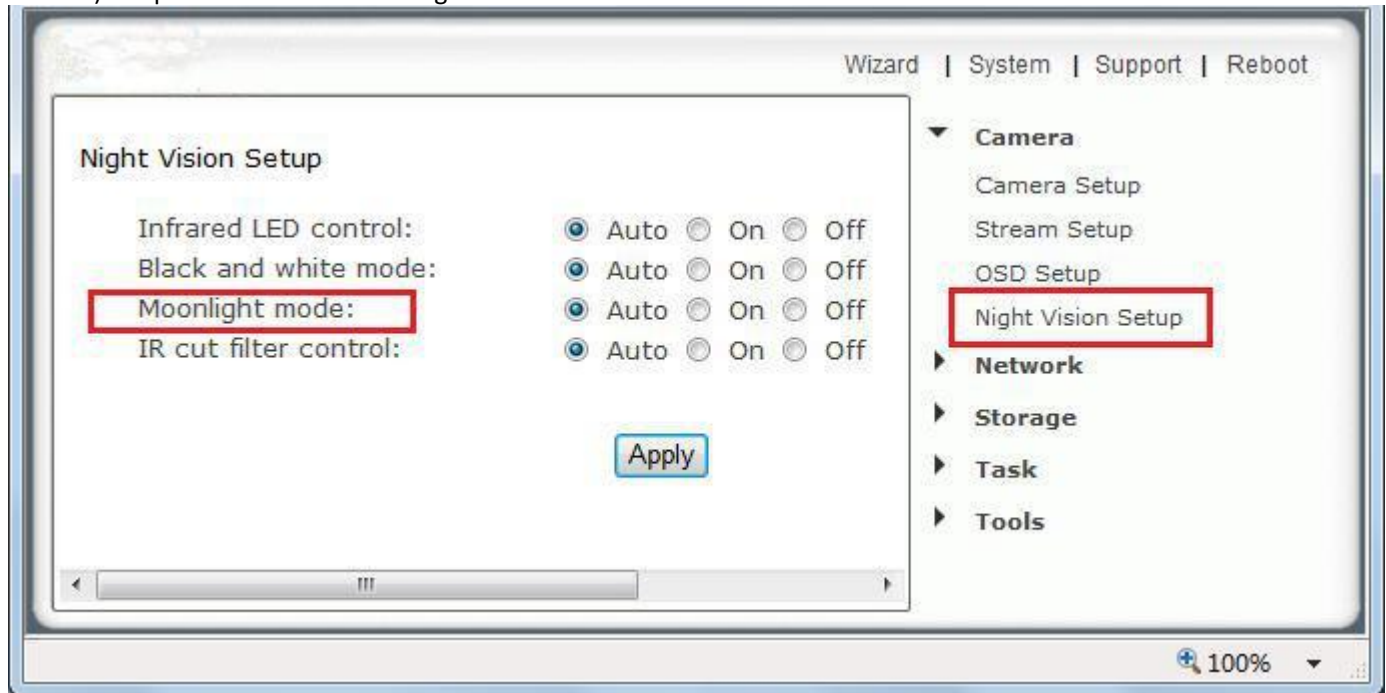 Wizard | System | Support | Reboot
Night Vision Setup
Infrared LED control: Auto On Off
Black and white mode: Auto On Off
Moonlight mode: Auto On Off
IR cut filter control: Auto On Off
Apply
Camera
Camera Setup
Stream Setup
OSD Setup
Night Vision Setup
Network
Storage
Task
Tools
100%